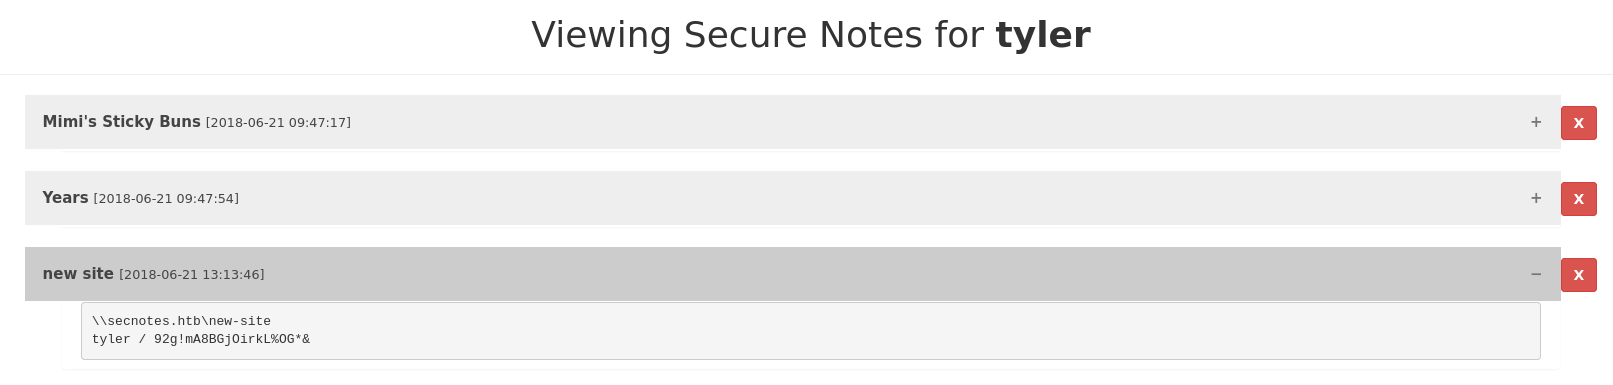 Viewing Secure Notes for tyler
Mimi's Sticky Buns [2018-06-21 09:47:17] + X
Years [2018-06-21 09:47:54] + X
new site [2018-06-21 13:13:46] − X
\\secnotes.htb\new-site
tyler / 92g!mA8BGjOirkL%OG*&